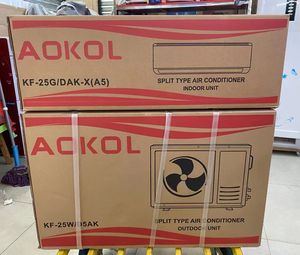 AOKOL
KF-25G/DAK-X(A5)
SPLIT TYPE AIR CONDITIONER
INDOOR UNIT
AOKOL
KF-25W/D5AK
SPLIT TYPE AIR CONDITIONER
OUTDOOR UNIT